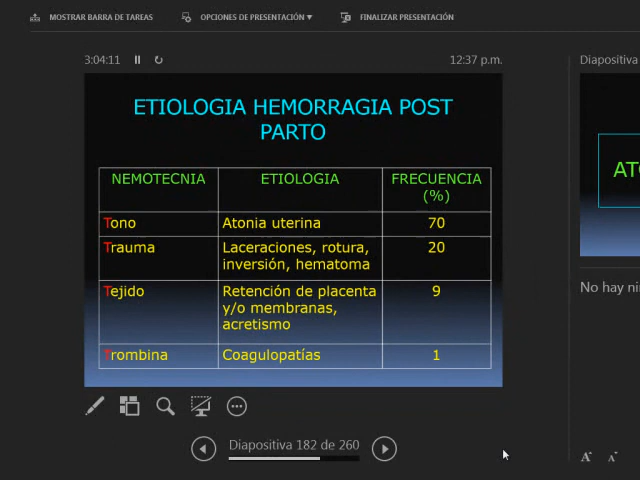 MOSTRAR BARRA DE TAREAS
OPCIONES DE PRESENTACIÓN ▼
FINALIZAR PRESENTACIÓN
3:04:11
12:37 p.m.
Diapositiva
ETIOLOGIA HEMORRAGIA POST
PARTO
NEMOTECNIA
ETIOLOGIA
FRECUENCIA
(%)
Tono
Atonia uterina
70
Trauma
Laceraciones, rotura,
inversión, hematoma
20
Tejido
Retención de placenta
y/o membranas,
acretismo
9
Trombina
Coagulopatías
1
No hay
Diapositiva 182 de 260
A A